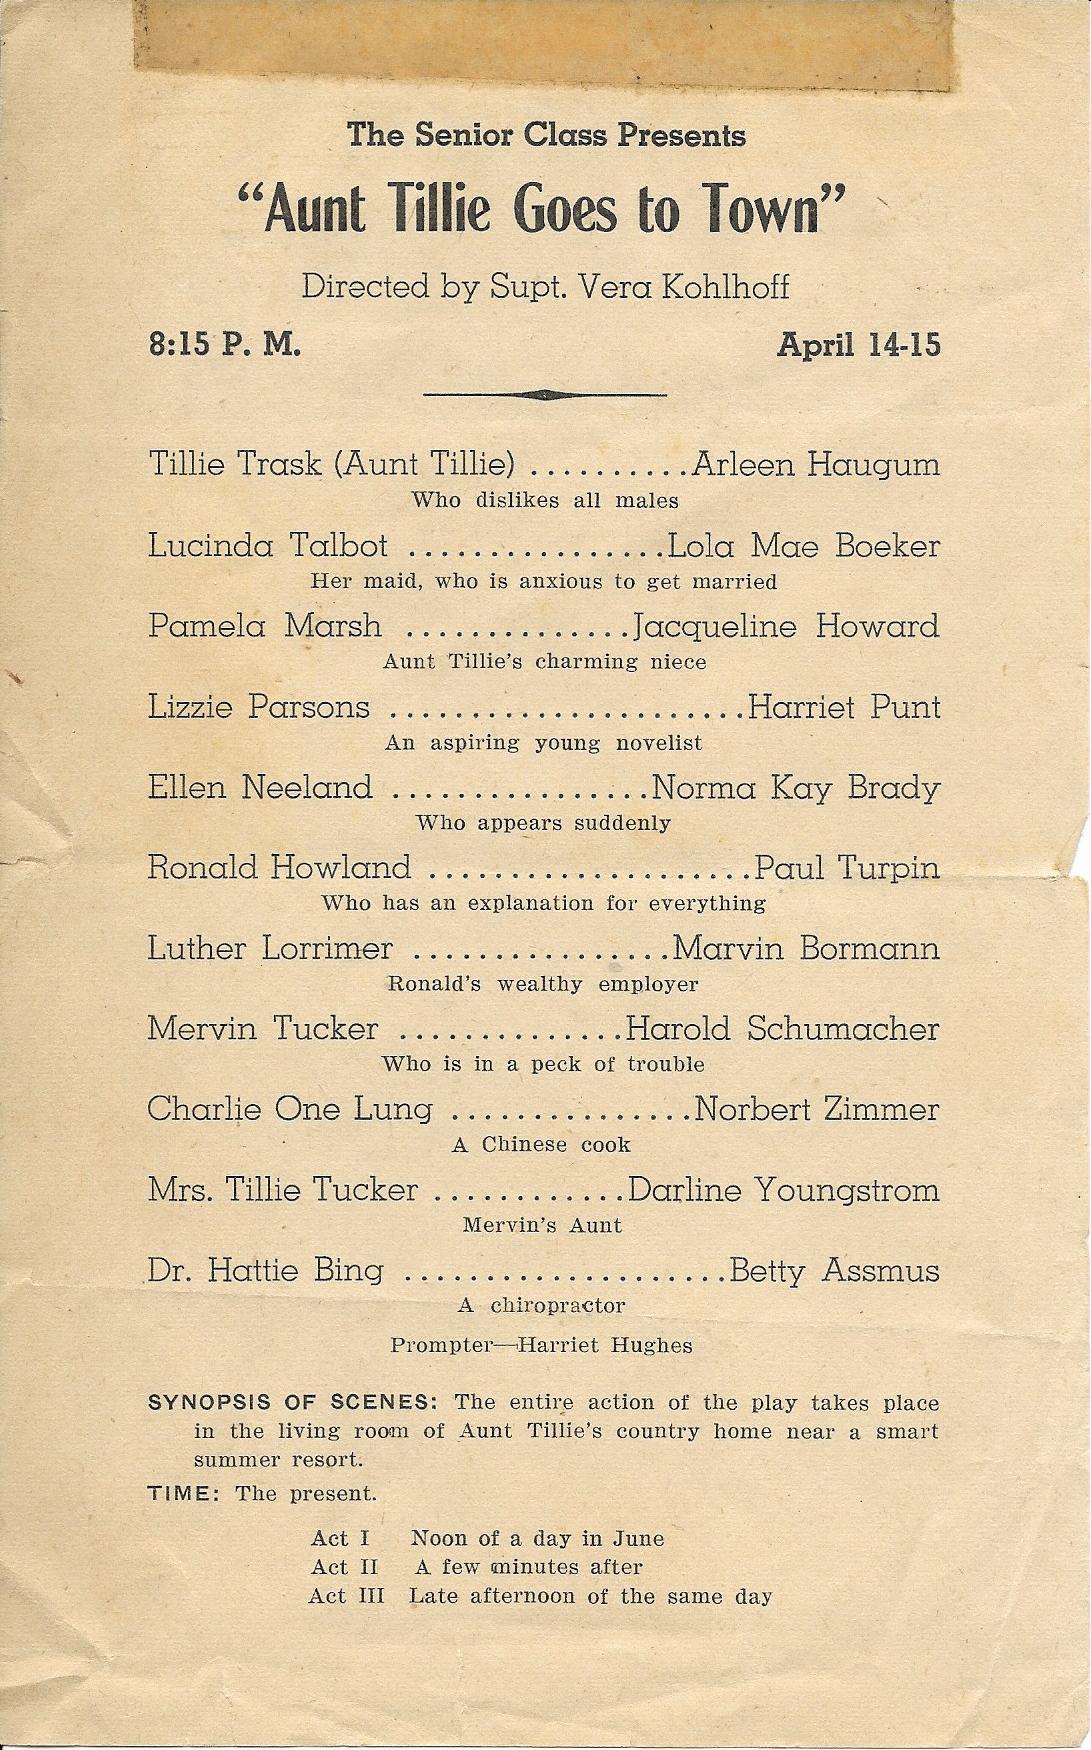 The Senior Class Presents
“Aunt Tillie Goes to Town”
Directed by Supt. Vera Kohlhoff
8:15 P. M. April 14-15
Tillie Trask (Aunt Tillie) ..........Arleen Haugum
Who dislikes all males
Lucinda Talbot ................Lola Mae Boeker
Her maid, who is anxious to get married
Pamela Marsh ..............Jacqueline Howard
Aunt Tillie's charming niece
Lizzie Parsons ......................Harriet Punt
An aspiring young novelist
Ellen Neeland ................Norma Kay Brady
Who appears suddenly
Ronald Howland ....................Paul Turpin
Who has an explanation for everything
Luther Lorrimer ................Marvin Bormann
Ronald's wealthy employer
Mervin Tucker ..............Harold Schumacher
Who is in a peck of trouble
Charlie One Lung ...............Norbert Zimmer
A Chinese cook
Mrs. Tillie Tucker ............Darline Youngstrom
Mervin's Aunt
Dr. Hattie Bing ....................Betty Assmus
A chiropractor
Prompter—Harriet Hughes
SYNOPSIS OF SCENES: The entire action of the play takes place
in the living room of Aunt Tillie's country home near a smart
summer resort.
TIME: The present.
Act I Noon of a day in June
Act II A few minutes after
Act III Late afternoon of the same day